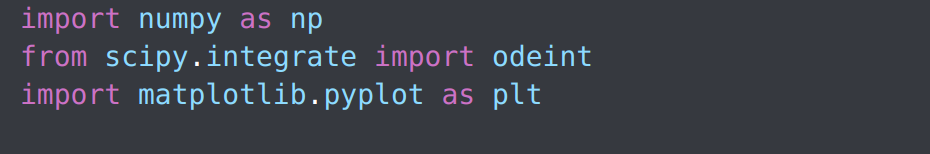 import numpy as np
from scipy.integrate import odeint
import matplotlib.pyplot as plt